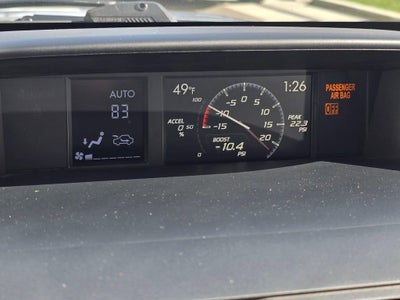 AUTO
83
49°F
1:26
100
50
0
ACCEL
0
%
-15
-10
-5
0
5
10
15
20
PEAK
22.3
PSI
BOOST
-10.4
PSI
PASSENGER
AIR BAG
OFF